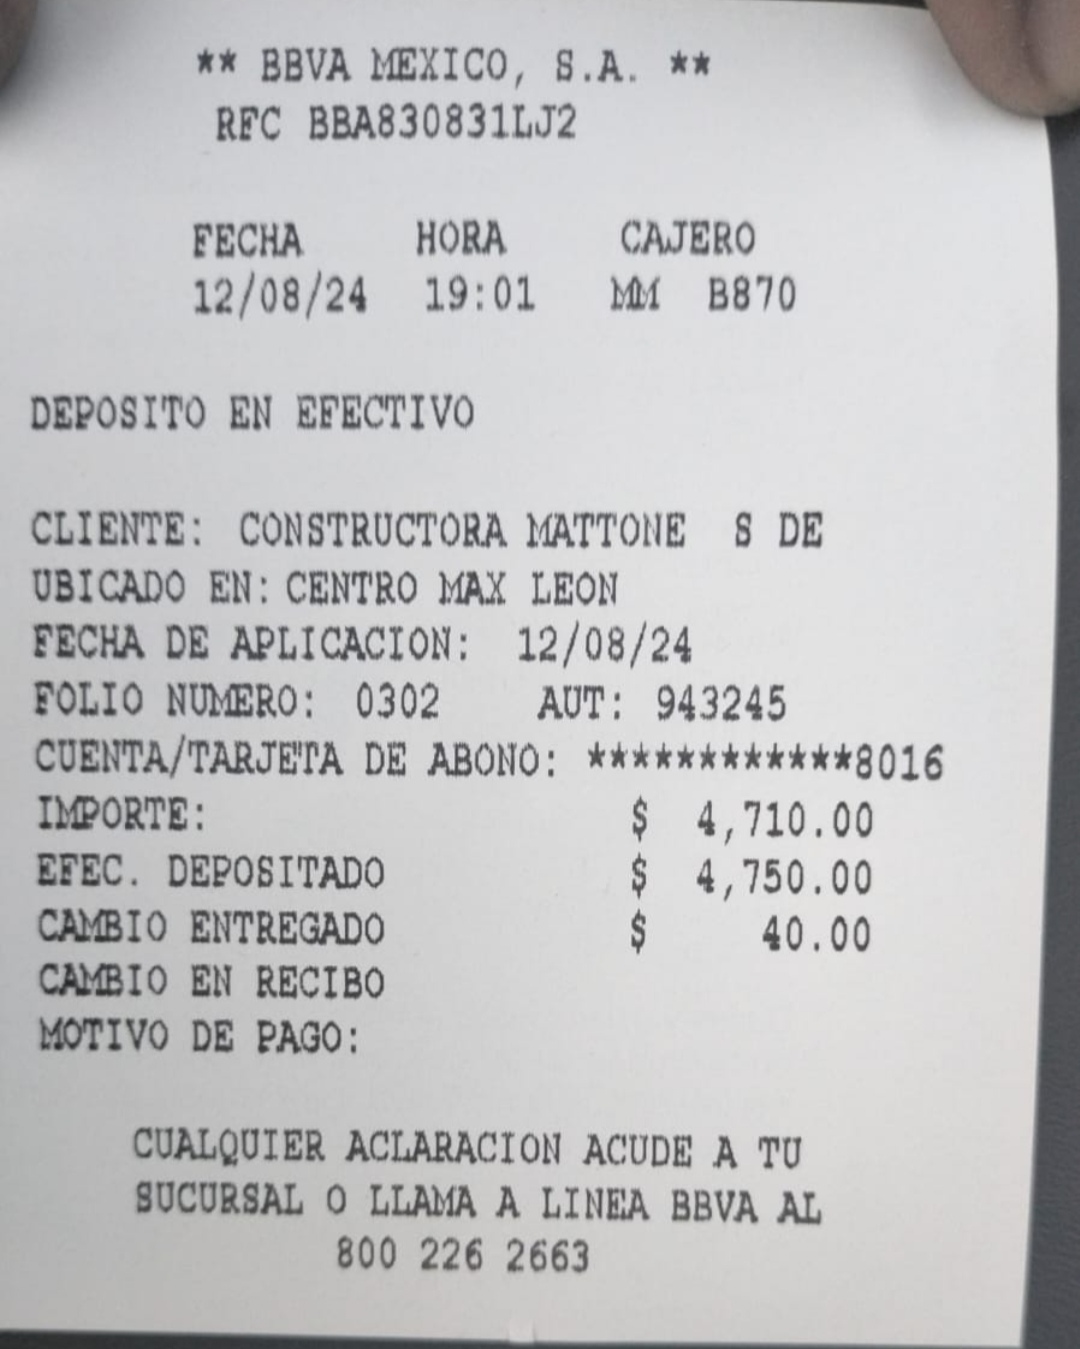 ** BBVA MEXICO, S.A. **
RFC BBA830831LJ2
FECHA HORA CAJERO
12/08/24 19:01 MM B870
DEPOSITO EN EFECTIVO
CLIENTE: CONSTRUCTORA MATTONE S DE
UBICADO EN: CENTRO MAX LEON
FECHA DE APLICACION: 12/08/24
FOLIO NUMERO: 0302 AUT: 943245
CUENTA/TARJETA DE ABONO: ************8016
IMPORTE: $ 4,710.00
EFEC. DEPOSITADO $ 4,750.00
CAMBIO ENTREGADO $ 40.00
CAMBIO EN RECIBO
MOTIVO DE PAGO:
CUALQUIER ACLARACION ACUDE A TU
SUCURSAL O LLAMA A LINEA BBVA AL
800 226 2663